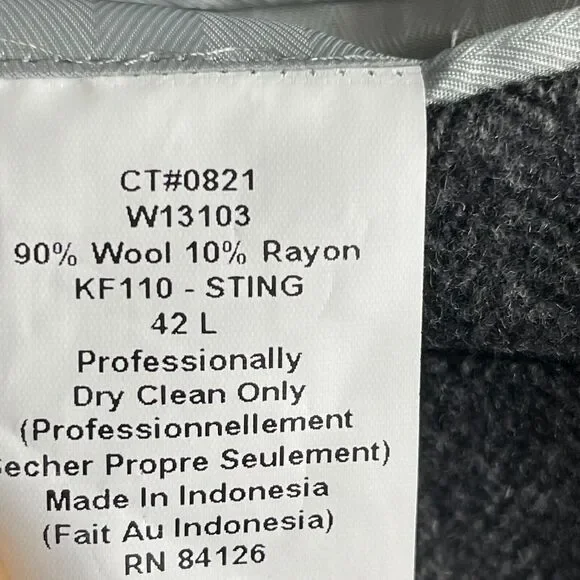 CT#0821
W13103
90% Wool 10% Rayon
KF110 - STING
42 L
Professionally
Dry Clean Only
(Professionnellement
Secher Propre Seulement)
Made In Indonesia
(Fait Au Indonesia)
RN 84126